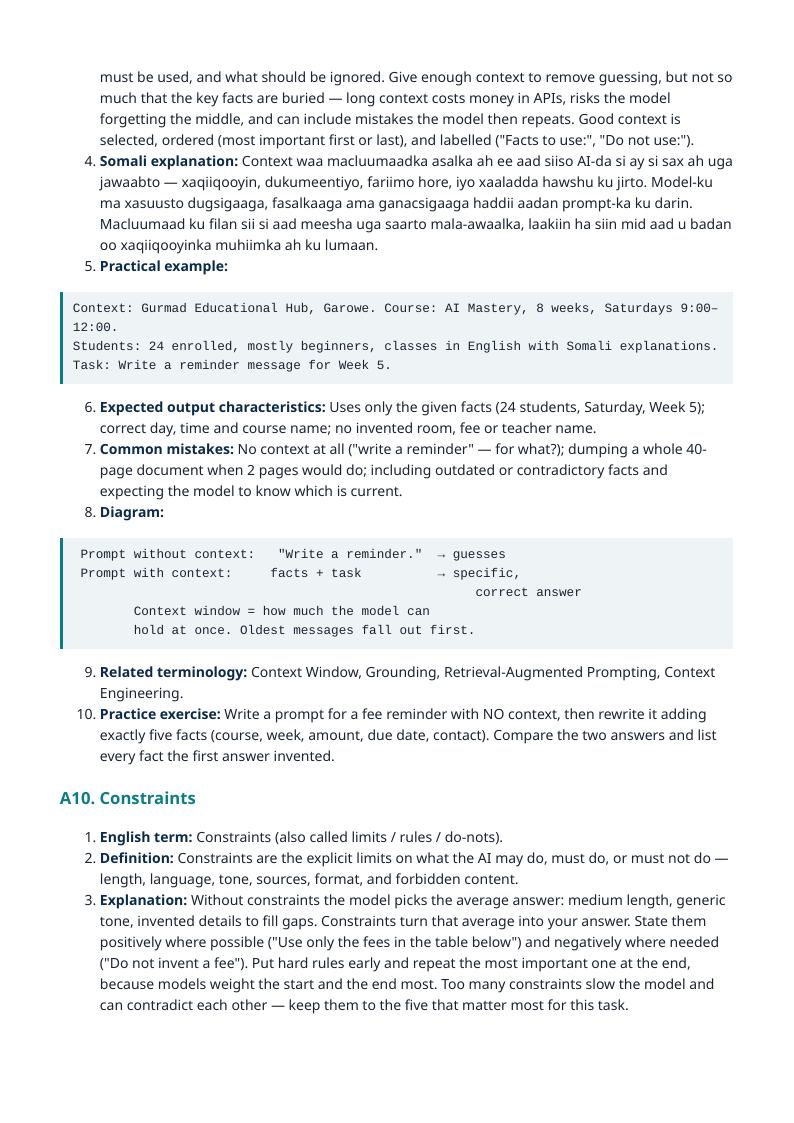 must be used, and what should be ignored. Give enough context to remove guessing, but not so
much that the key facts are buried — long context costs money in APIs, risks the model
forgetting the middle, and can include mistakes the model then repeats. Good context is
selected, ordered (most important first or last), and labelled ("Facts to use:", "Do not use:").
4. Somali explanation: Context waa macluumaadka asalka ah ee aad siiso AI-da si ay si sax ah uga
jawaabto — xaqiiqooyin, dukumeentiyo, fariimo hore, iyo xaaladda hawshu ku jirto. Model-ku
ma xasuusto dugsigaaga, fasalkaaga ama ganacsigaaga haddii aadan prompt-ka ku darin.
Macluumaad ku filan sii si aad meesha uga saarto mala-awaalka, laakiin ha siin mid aad u badan
oo xaqiiqooyinka muhiimka ah ku lumaan.
5. Practical example:
Context: Gurmad Educational Hub, Garowe. Course: AI Mastery, 8 weeks, Saturdays 9:00–
12:00.
Students: 24 enrolled, mostly beginners, classes in English with Somali explanations.
Task: Write a reminder message for Week 5.
6. Expected output characteristics: Uses only the given facts (24 students, Saturday, Week 5);
correct day, time and course name; no invented room, fee or teacher name.
7. Common mistakes: No context at all ("write a reminder" — for what?); dumping a whole 40-
page document when 2 pages would do; including outdated or contradictory facts and
expecting the model to know which is current.
8. Diagram:
Prompt without context: "Write a reminder." → guesses
Prompt with context: facts + task → specific,
correct answer
Context window = how much the model can
hold at once. Oldest messages fall out first.
9. Related terminology: Context Window, Grounding, Retrieval-Augmented Prompting, Context
Engineering.
10. Practice exercise: Write a prompt for a fee reminder with NO context, then rewrite it adding
exactly five facts (course, week, amount, due date, contact). Compare the two answers and list
every fact the first answer invented.
A10. Constraints
1. English term: Constraints (also called limits / rules / do-nots).
2. Definition: Constraints are the explicit limits on what the AI may do, must do, or must not do —
length, language, tone, sources, format, and forbidden content.
3. Explanation: Without constraints the model picks the average answer: medium length, generic
tone, invented details to fill gaps. Constraints turn that average into your answer. State them
positively where possible ("Use only the fees in the table below") and negatively where needed
("Do not invent a fee"). Put hard rules early and repeat the most important one at the end,
because models weight the start and the end most. Too many constraints slow the model and
can contradict each other — keep them to the five that matter most for this task.